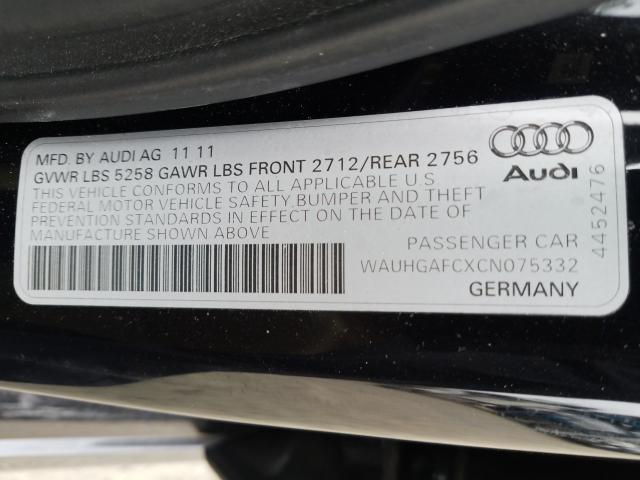 MFD. BY AUDI AG 11 11
GVWR LBS 5258 GAWR LBS FRONT 2712/REAR 2756
THIS VEHICLE CONFORMS TO ALL APPLICABLE U S
FEDERAL MOTOR VEHICLE SAFETY BUMPER AND THEFT
PREVENTION STANDARDS IN EFFECT ON THE DATE OF
MANUFACTURE SHOWN ABOVE
Audi
4452476
PASSENGER CAR
WAUHGAFCXCN075332
GERMANY